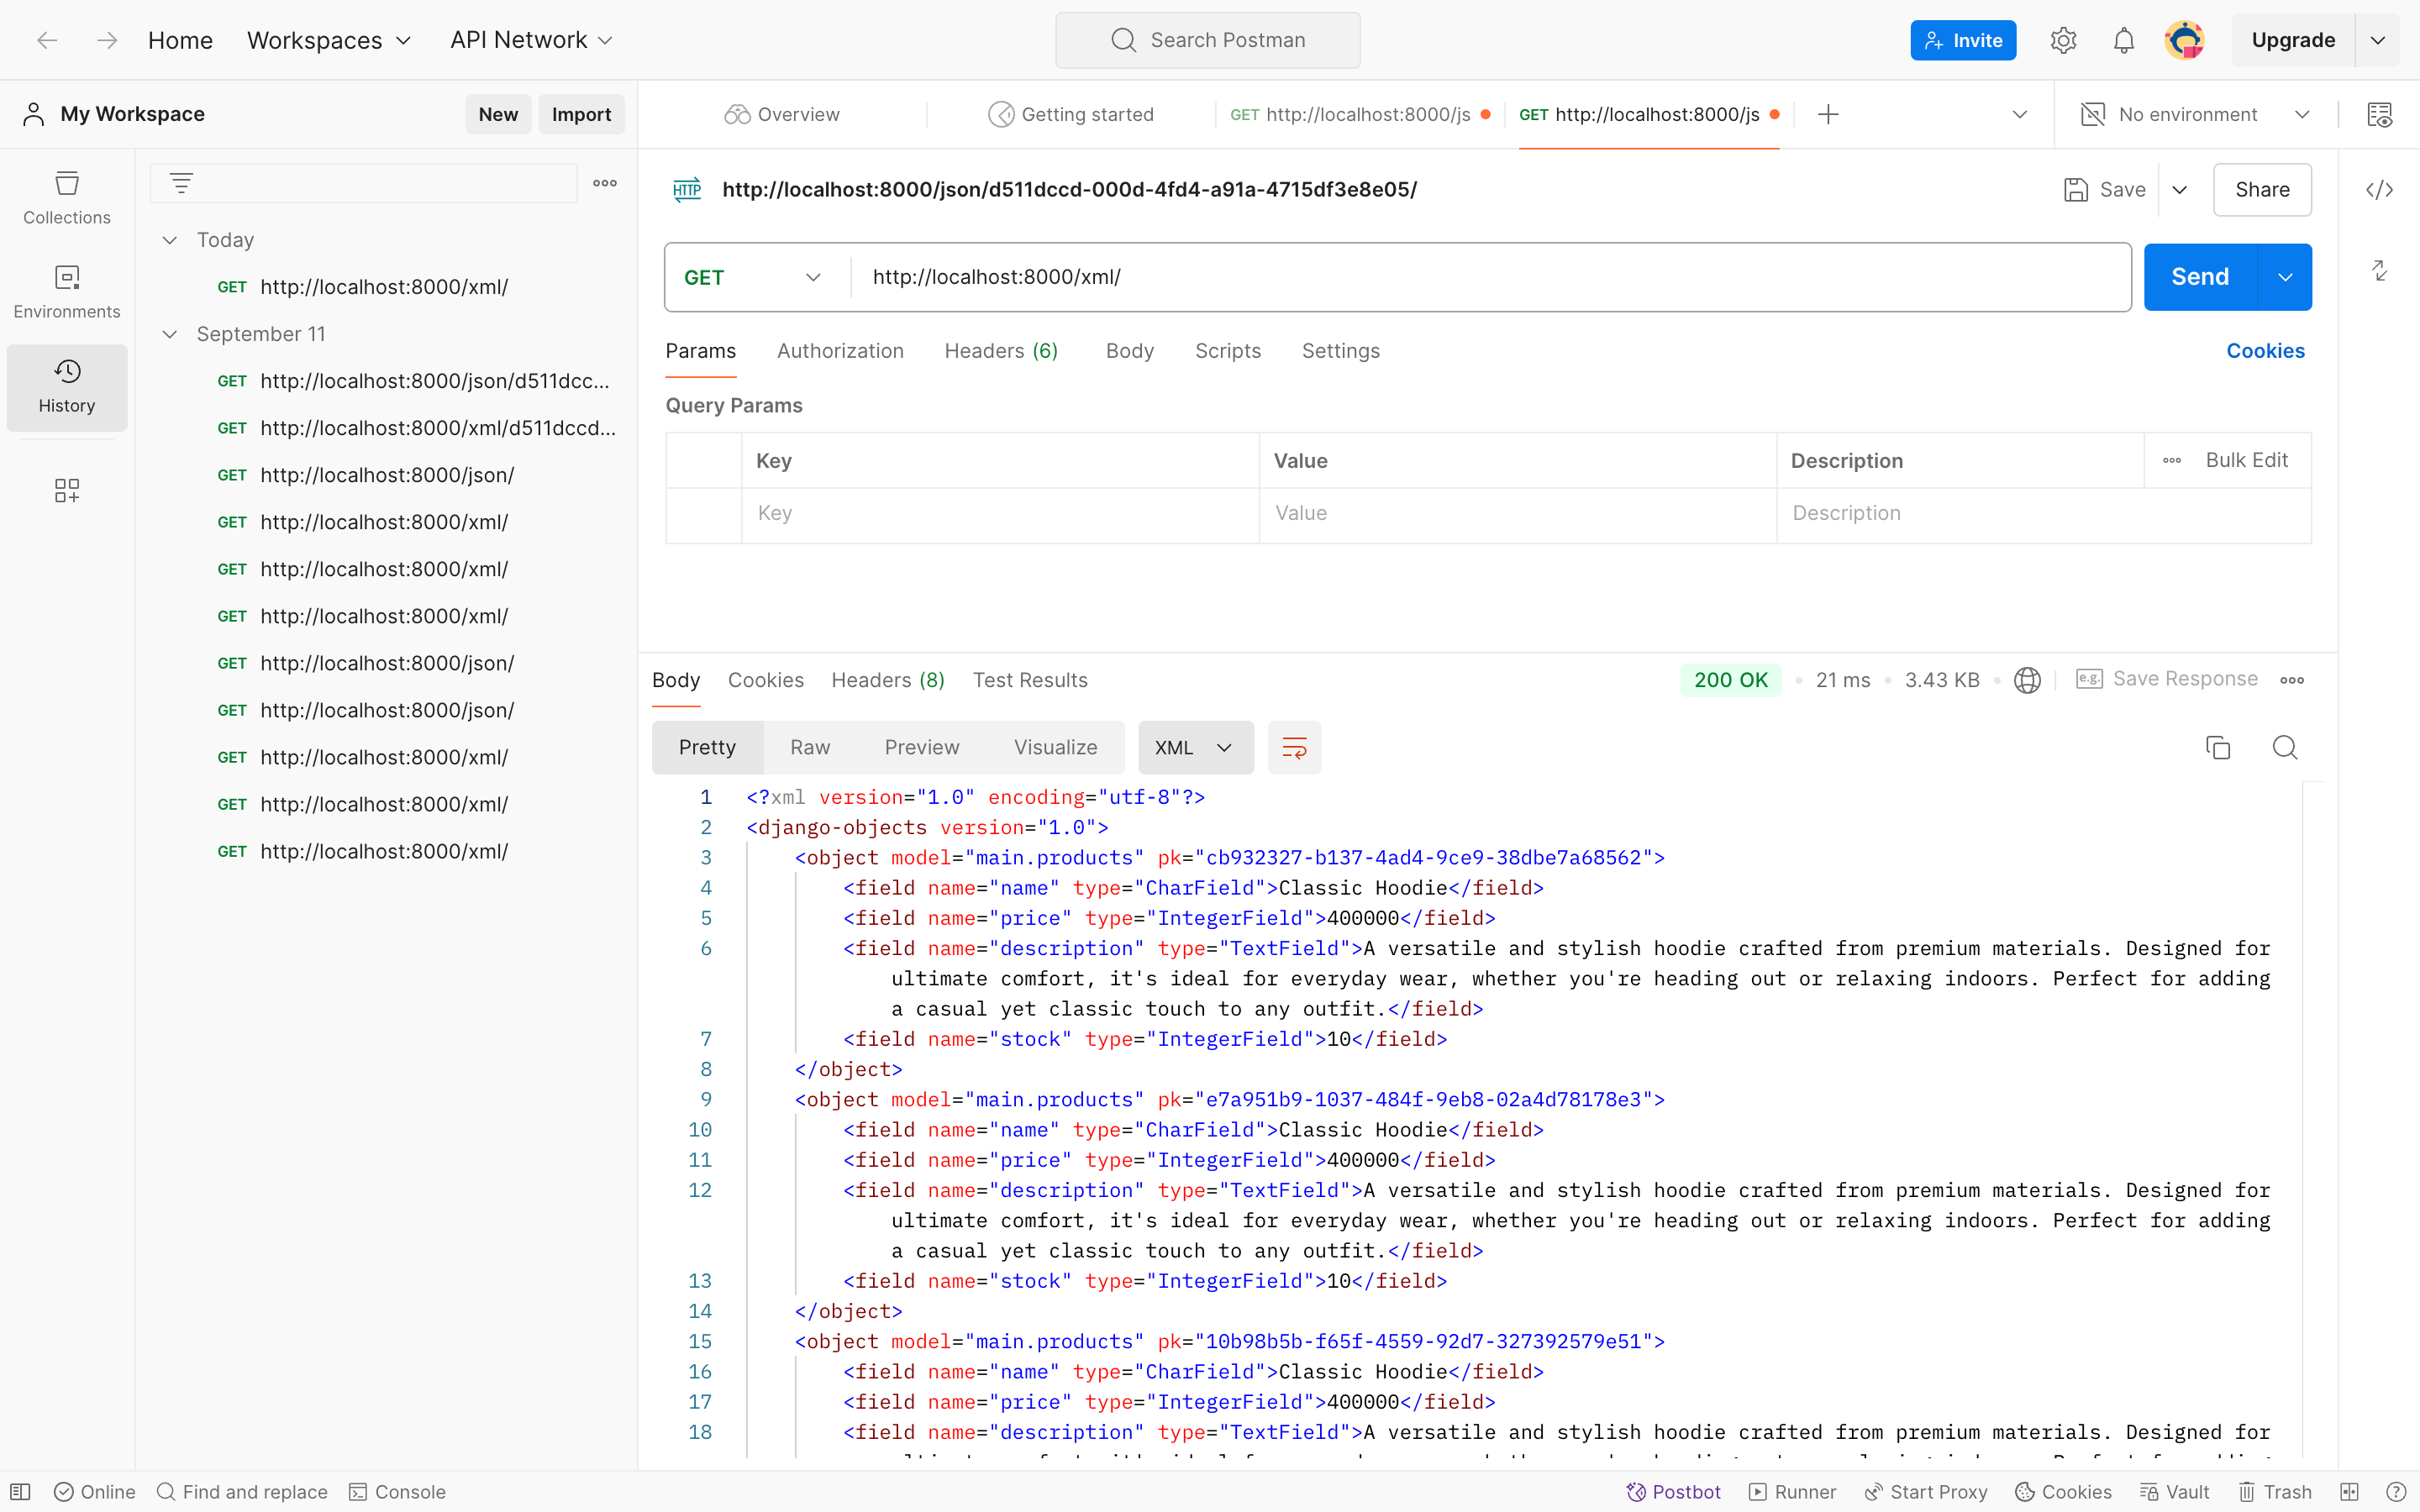 Home Workspaces API Network Search Postman Invite Upgrade
My Workspace New Import Overview Getting started GET http://localhost:8000/js GET http://localhost:8000/js No environment
Collections
Environments
History
Today
GET http://localhost:8000/xml/
September 11
GET http://localhost:8000/json/d511dcc...
GET http://localhost:8000/xml/d511dccd...
GET http://localhost:8000/json/
GET http://localhost:8000/xml/
GET http://localhost:8000/xml/
GET http://localhost:8000/xml/
GET http://localhost:8000/json/
GET http://localhost:8000/json/
GET http://localhost:8000/xml/
GET http://localhost:8000/xml/
GET http://localhost:8000/xml/
HTTP http://localhost:8000/json/d511dccd-000d-4fd4-a91a-4715df3e8e05/ Save Share
GET http://localhost:8000/xml/ Send
Params Authorization Headers (6) Body Scripts Settings Cookies
Query Params
Key Value Description Bulk Edit
Key Value Description
Body Cookies Headers (8) Test Results 200 OK 21 ms 3.43 KB e.g. Save Response
Pretty Raw Preview Visualize XML
1 <?xml version="1.0" encoding="utf-8"?>
2 <django-objects version="1.0">
3 <object model="main.products" pk="cb932327-b137-4ad4-9ce9-38dbe7a68562">
4 <field name="name" type="CharField">Classic Hoodie</field>
5 <field name="price" type="IntegerField">400000</field>
6 <field name="description" type="TextField">A versatile and stylish hoodie crafted from premium materials. Designed for
ultimate comfort, it's ideal for everyday wear, whether you're heading out or relaxing indoors. Perfect for adding
a casual yet classic touch to any outfit.</field>
7 <field name="stock" type="IntegerField">10</field>
8 </object>
9 <object model="main.products" pk="e7a951b9-1037-484f-9eb8-02a4d78178e3">
10 <field name="name" type="CharField">Classic Hoodie</field>
11 <field name="price" type="IntegerField">400000</field>
12 <field name="description" type="TextField">A versatile and stylish hoodie crafted from premium materials. Designed for
ultimate comfort, it's ideal for everyday wear, whether you're heading out or relaxing indoors. Perfect for adding
a casual yet classic touch to any outfit.</field>
13 <field name="stock" type="IntegerField">10</field>
14 </object>
15 <object model="main.products" pk="10b98b5b-f65f-4559-92d7-327392579e51">
16 <field name="name" type="CharField">Classic Hoodie</field>
17 <field name="price" type="IntegerField">400000</field>
18 <field name="description" type="TextField">A versatile and stylish hoodie crafted from premium materials. Designed for
Online Find and replace Console Postbot Runner Start Proxy Cookies Vault Trash